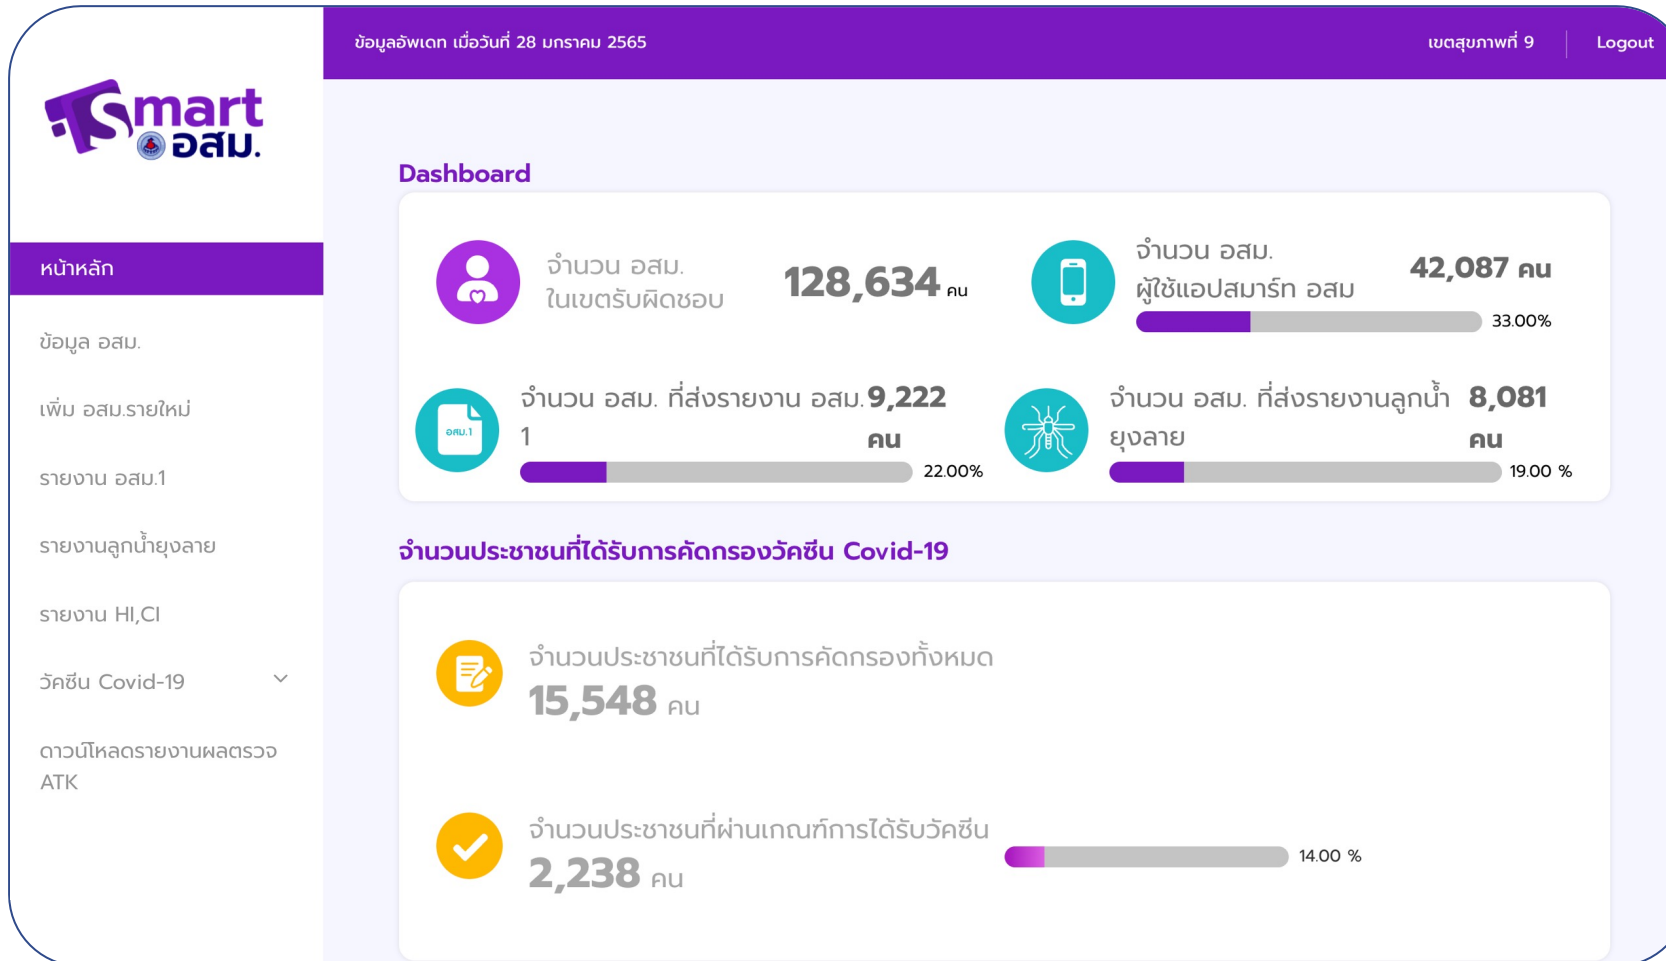 ข้อมูลอัพเดท เมื่อวันที่ 28 มกราคม 2565
เขตสุขภาพที่ 9
Logout
Smart
อสม.
หน้าหลัก
ข้อมูล อสม.
เพิ่ม อสม.รายใหม่
รายงาน อสม.1
รายงานลูกน้ำยุงลาย
รายงาน HI,CI
วัคซีน Covid-19
ดาวน์โหลดรายงานผลตรวจ
ATK
Dashboard
จำนวน อสม.
ในเขตรับผิดชอบ
128,634 คน
จำนวน อสม.
ผู้ใช้แอปสมาร์ท อสม
42,087 คน
33.00%
อสม.1
จำนวน อสม. ที่ส่งรายงาน อสม.
1
9,222
คน
22.00%
จำนวน อสม. ที่ส่งรายงานลูกน้ำ
ยุงลาย
8,081
คน
19.00 %
จำนวนประชาชนที่ได้รับการคัดกรองวัคซีน Covid-19
จำนวนประชาชนที่ได้รับการคัดกรองทั้งหมด
15,548 คน
จำนวนประชาชนที่ผ่านเกณฑ์การได้รับวัคซีน
2,238 คน
14.00 %